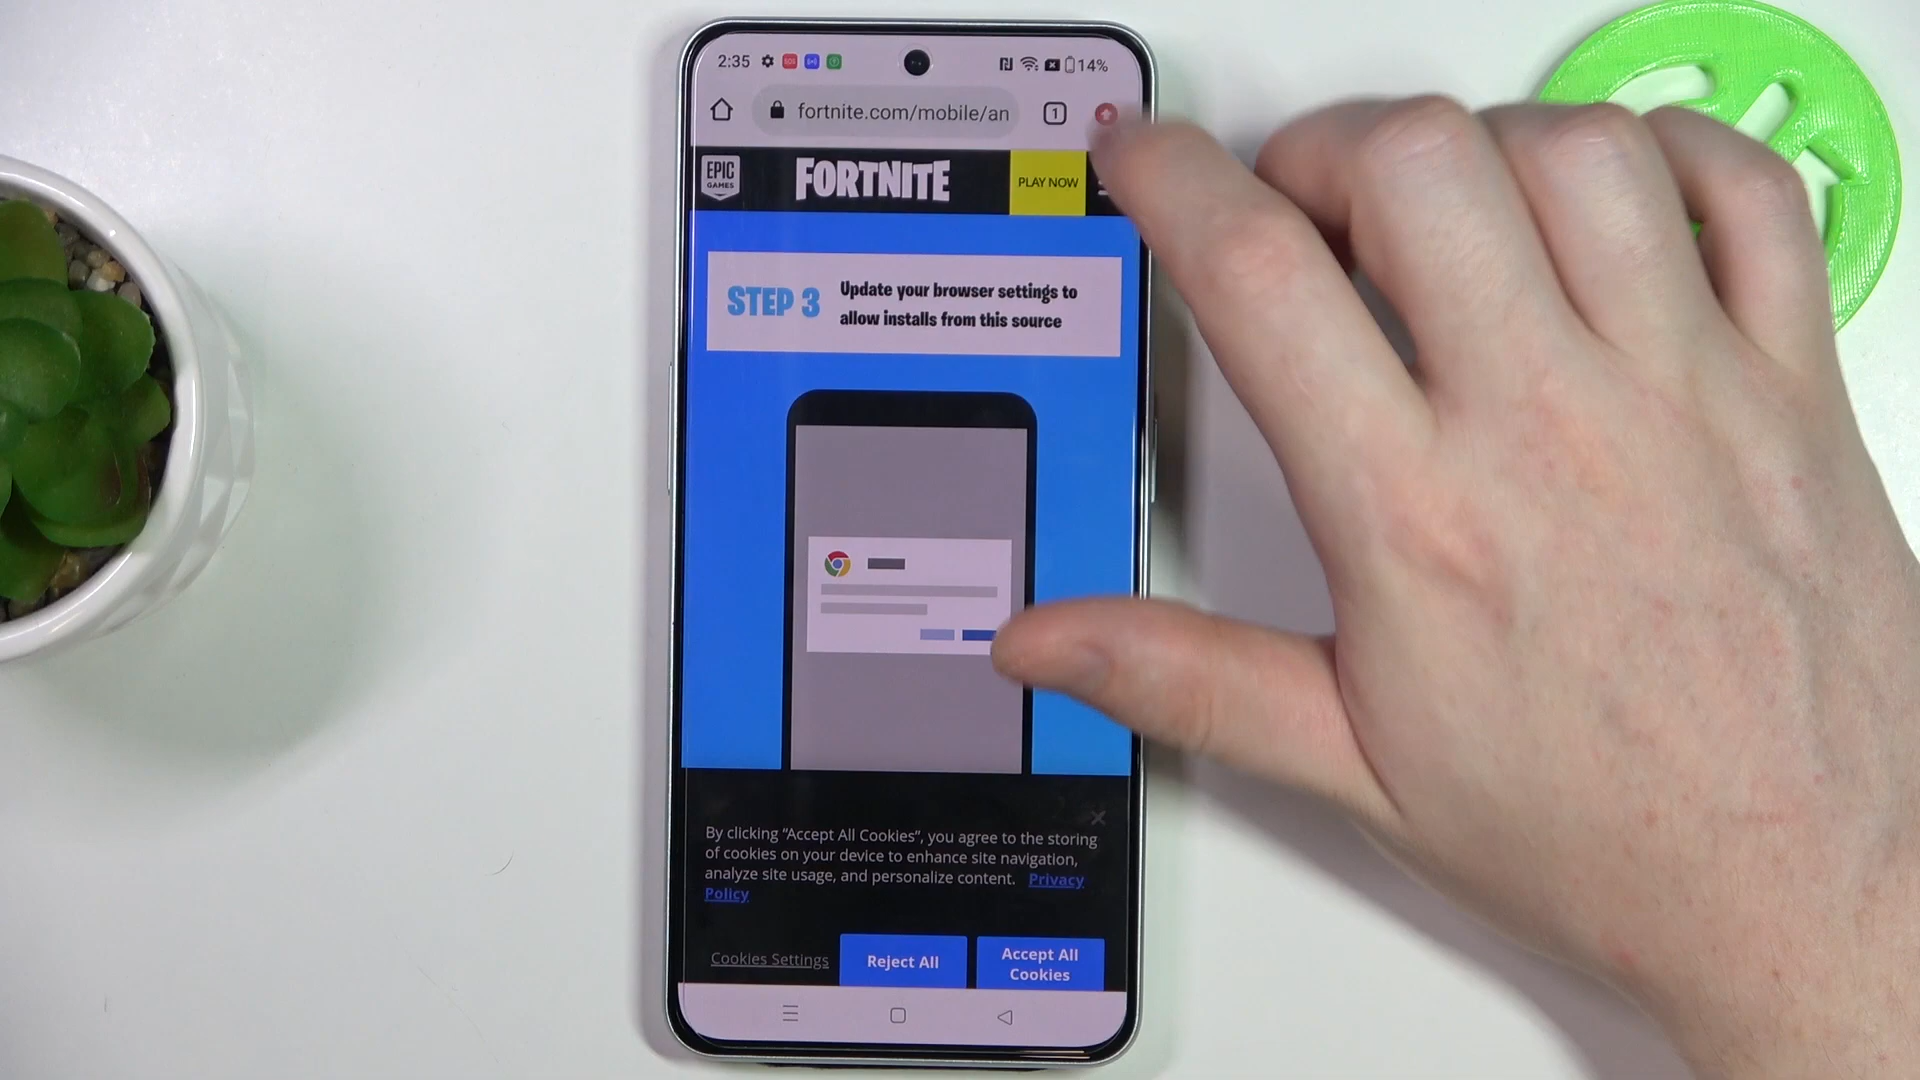 2:35
SOS
14%
fortnite.com/mobile/an
1
EPIC
GAMES
FORTNITE
PLAY NOW
STEP 3
Update your browser settings to
allow installs from this source
By clicking “Accept All Cookies”, you agree to the storing
of cookies on your device to enhance site navigation,
analyze site usage, and personalize content. Privacy
Policy
Cookies Settings
Reject All
Accept All
Cookies